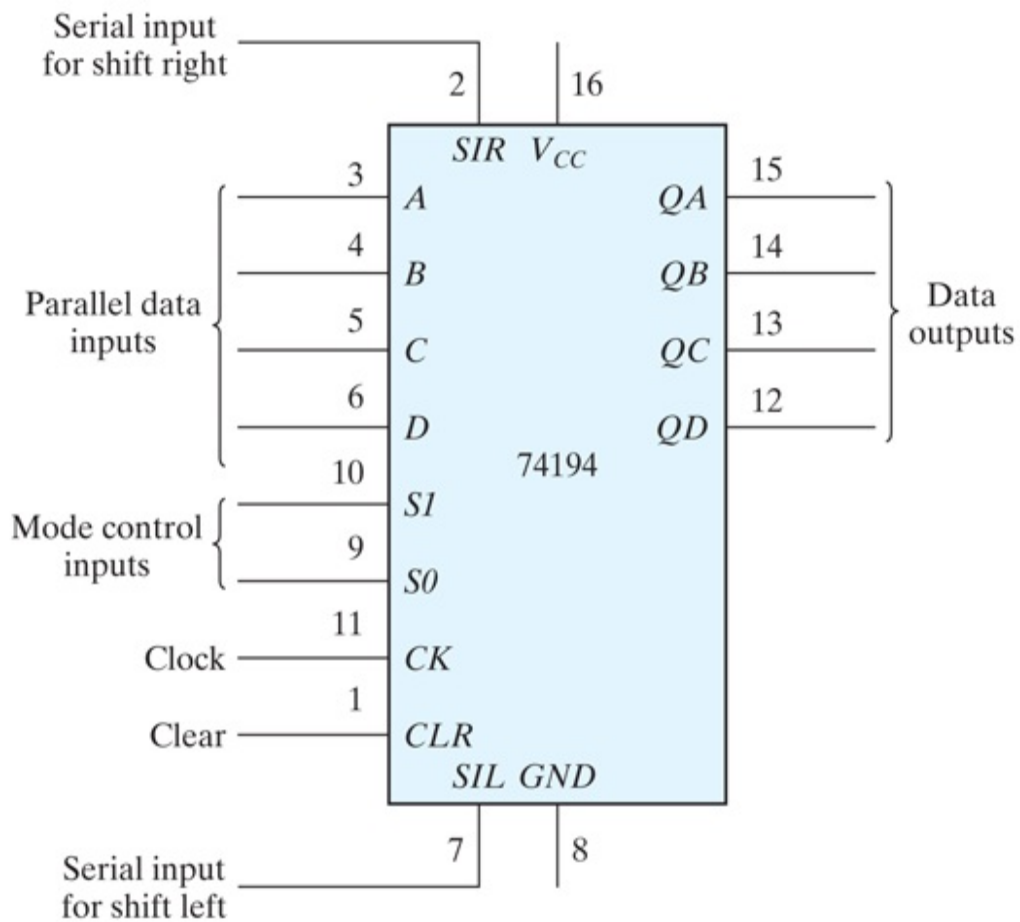 Serial input
for shift right
2
16
SIR VCC
3
A
QA
15
4
B
QB
14
Parallel data
inputs
Data
outputs
5
C
QC
13
6
D
QD
12
74194
10
S1
Mode control
inputs
9
S0
11
Clock
CK
1
Clear
CLR
SIL GND
7
8
Serial input
for shift left